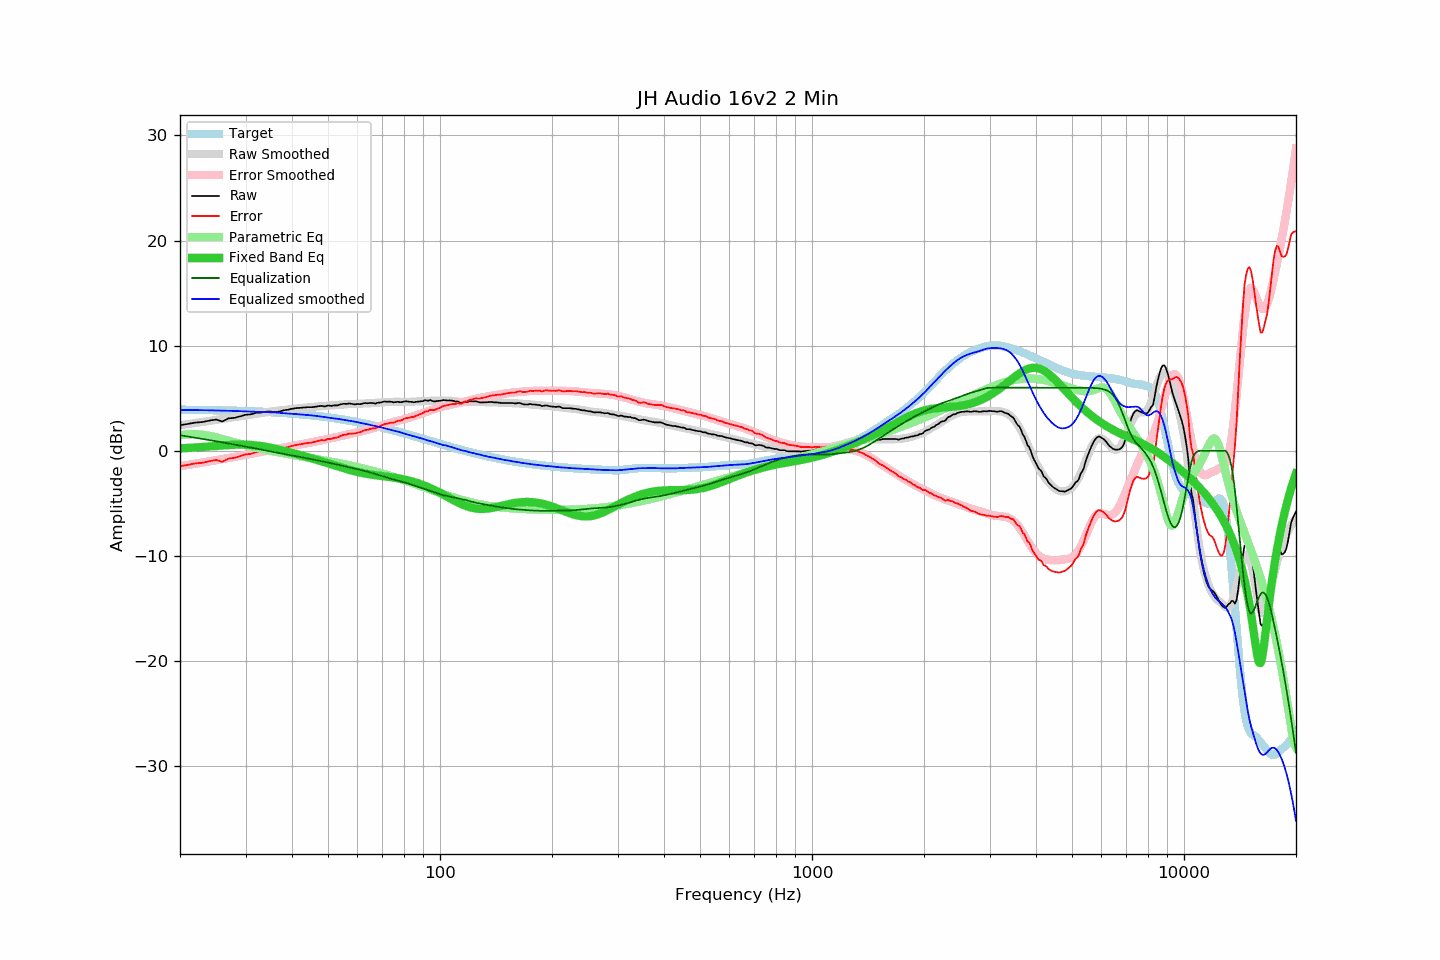 JH Audio 16v2 2 Min
30
20
10
0
−10
−20
−30
Amplitude (dBr)
Target
Raw Smoothed
Error Smoothed
Raw
Error
Parametric Eq
Fixed Band Eq
Equalization
Equalized smoothed
100
1000
10000
Frequency (Hz)